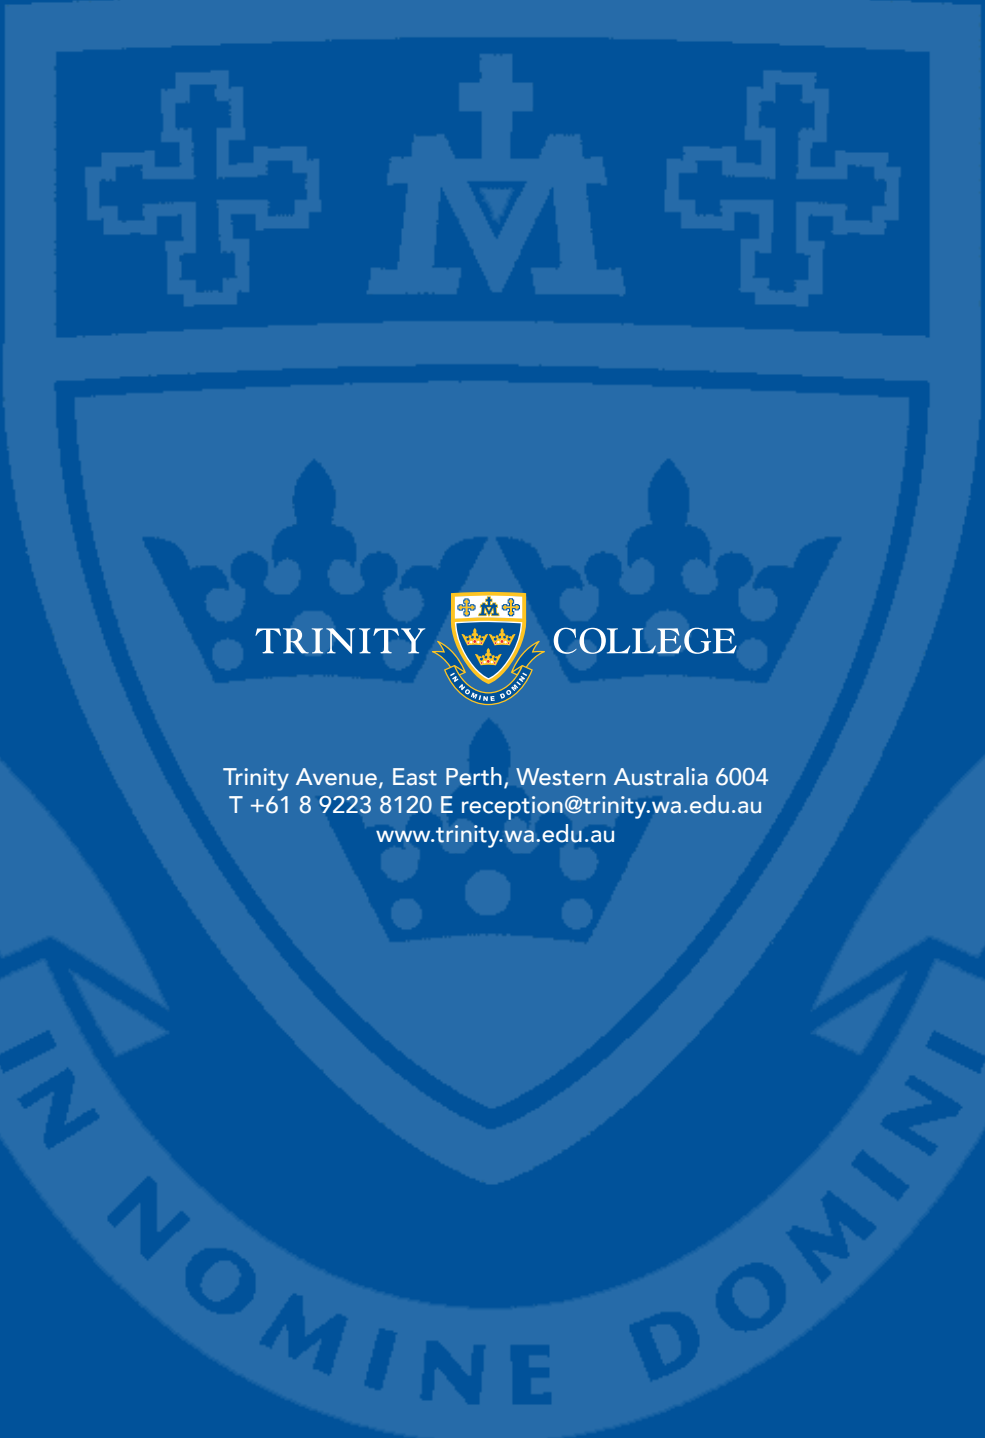 TRINITY COLLEGE
IN NOMINE DOMINI
Trinity Avenue, East Perth, Western Australia 6004
T +61 8 9223 8120 E reception@trinity.wa.edu.au
www.trinity.wa.edu.au
IN NOMINE DOMINI